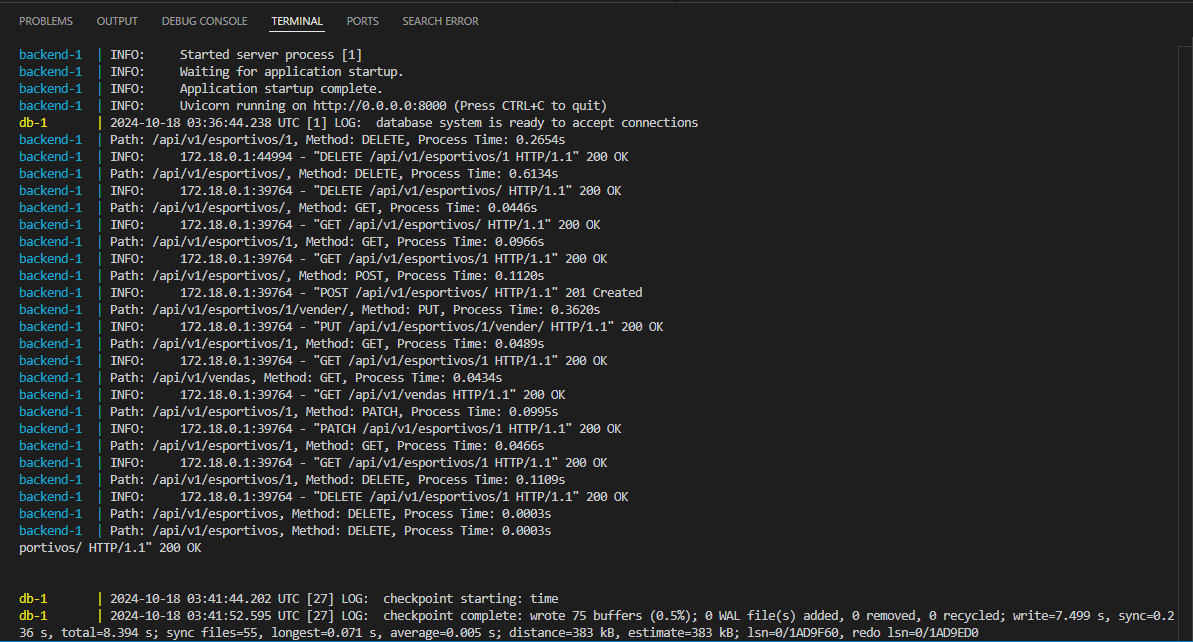 PROBLEMS OUTPUT DEBUG CONSOLE TERMINAL PORTS SEARCH ERROR
backend-1 | INFO: Started server process [1]
backend-1 | INFO: Waiting for application startup.
backend-1 | INFO: Application startup complete.
backend-1 | INFO: Uvicorn running on http://0.0.0.0:8000 (Press CTRL+C to quit)
db-1 | 2024-10-18 03:36:44.238 UTC [1] LOG: database system is ready to accept connections
backend-1 | Path: /api/v1/esportivos/1, Method: DELETE, Process Time: 0.2654s
backend-1 | INFO: 172.18.0.1:44994 - "DELETE /api/v1/esportivos/1 HTTP/1.1" 200 OK
backend-1 | Path: /api/v1/esportivos/, Method: DELETE, Process Time: 0.6134s
backend-1 | INFO: 172.18.0.1:39764 - "DELETE /api/v1/esportivos/ HTTP/1.1" 200 OK
backend-1 | Path: /api/v1/esportivos/, Method: GET, Process Time: 0.0446s
backend-1 | INFO: 172.18.0.1:39764 - "GET /api/v1/esportivos/ HTTP/1.1" 200 OK
backend-1 | Path: /api/v1/esportivos/1, Method: GET, Process Time: 0.0966s
backend-1 | INFO: 172.18.0.1:39764 - "GET /api/v1/esportivos/1 HTTP/1.1" 200 OK
backend-1 | Path: /api/v1/esportivos/, Method: POST, Process Time: 0.1120s
backend-1 | INFO: 172.18.0.1:39764 - "POST /api/v1/esportivos/ HTTP/1.1" 201 Created
backend-1 | Path: /api/v1/esportivos/1/vender/, Method: PUT, Process Time: 0.3620s
backend-1 | INFO: 172.18.0.1:39764 - "PUT /api/v1/esportivos/1/vender/ HTTP/1.1" 200 OK
backend-1 | Path: /api/v1/esportivos/1, Method: GET, Process Time: 0.0489s
backend-1 | INFO: 172.18.0.1:39764 - "GET /api/v1/esportivos/1 HTTP/1.1" 200 OK
backend-1 | Path: /api/v1/vendas, Method: GET, Process Time: 0.0434s
backend-1 | INFO: 172.18.0.1:39764 - "GET /api/v1/vendas HTTP/1.1" 200 OK
backend-1 | Path: /api/v1/esportivos/1, Method: PATCH, Process Time: 0.0995s
backend-1 | INFO: 172.18.0.1:39764 - "PATCH /api/v1/esportivos/1 HTTP/1.1" 200 OK
backend-1 | Path: /api/v1/esportivos/1, Method: GET, Process Time: 0.0466s
backend-1 | INFO: 172.18.0.1:39764 - "GET /api/v1/esportivos/1 HTTP/1.1" 200 OK
backend-1 | Path: /api/v1/esportivos/1, Method: DELETE, Process Time: 0.1109s
backend-1 | INFO: 172.18.0.1:39764 - "DELETE /api/v1/esportivos/1 HTTP/1.1" 200 OK
backend-1 | Path: /api/v1/esportivos, Method: DELETE, Process Time: 0.0003s
backend-1 | Path: /api/v1/esportivos, Method: DELETE, Process Time: 0.0003s
portivos/ HTTP/1.1" 200 OK
db-1 | 2024-10-18 03:41:44.202 UTC [27] LOG: checkpoint starting: time
db-1 | 2024-10-18 03:41:52.595 UTC [27] LOG: checkpoint complete: wrote 75 buffers (0.5%); 0 WAL file(s) added, 0 removed, 0 recycled; write=7.499 s, sync=0.2
36 s, total=8.394 s; sync files=55, longest=0.071 s, average=0.005 s; distance=383 kB, estimate=383 kB; lsn=0/1AD9F60, redo lsn=0/1AD9ED0